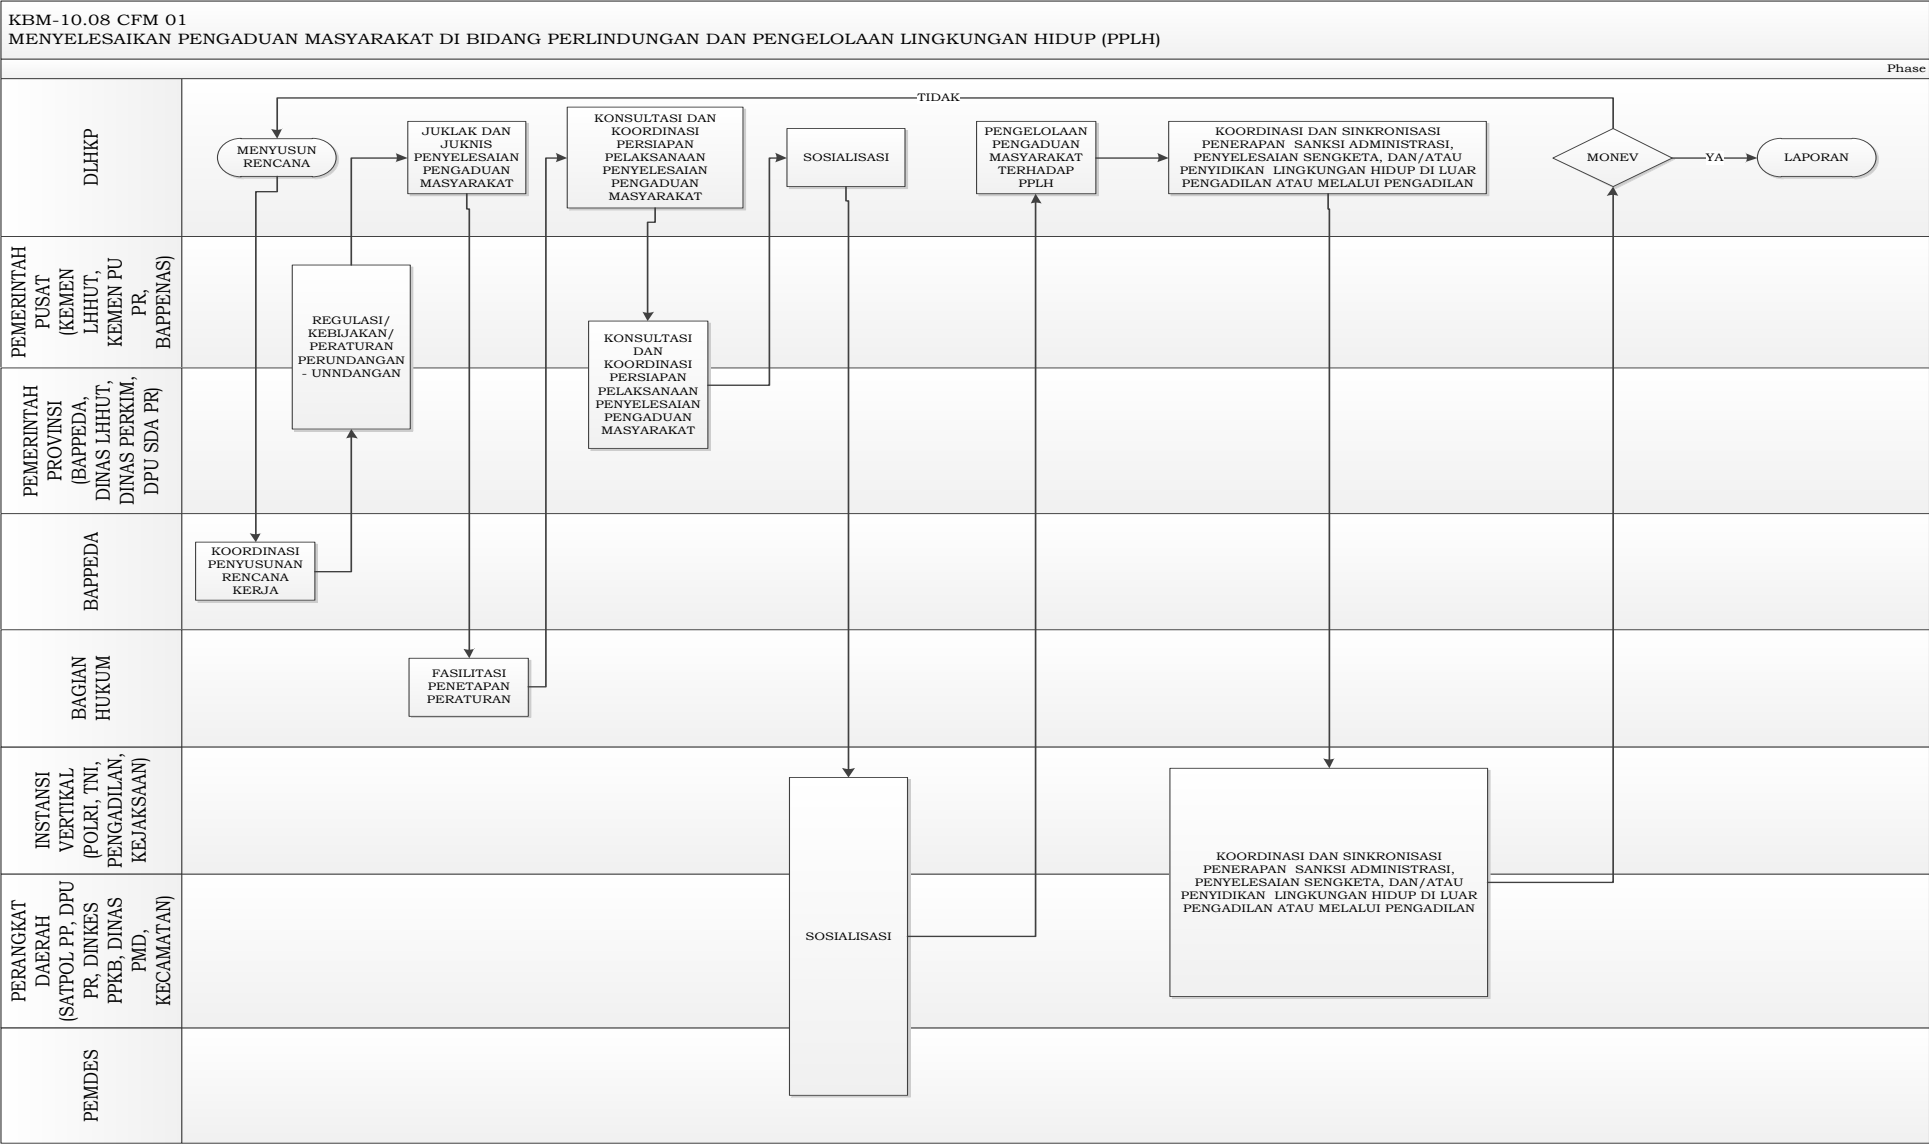 KBM-10.08 CFM 01
MENYELESAIKAN PENGADUAN MASYARAKAT DI BIDANG PERLINDUNGAN DAN PENGELOLAAN LINGKUNGAN HIDUP (PPLH)
Phase
DLHKP
TIDAK
MENYUSUN
RENCANA
JUKLAK DAN
JUKNIS
PENYELESAIAN
PENGADUAN
MASYARAKAT
KONSULTASI DAN
KOORDINASI
PERSIAPAN
PELAKSANAAN
PENYELESAIAN
PENGADUAN
MASYARAKAT
SOSIALISASI
PENGELOLAAN
PENGADUAN
MASYARAKAT
TERHADAP
PPLH
KOORDINASI DAN SINKRONISASI
PENERAPAN SANKSI ADMINISTRASI,
PENYELESAIAN SENGKETA, DAN/ATAU
PENYIDIKAN LINGKUNGAN HIDUP DI LUAR
PENGADILAN ATAU MELALUI PENGADILAN
MONEV
YA
LAPORAN
PEMERINTAH
PUSAT
(KEMEN
LHHUT,
KEMEN PU
PR,
BAPPENAS)
REGULASI/
KEBIJAKAN/
PERATURAN
PERUNDANGAN
- UNNDANGAN
KONSULTASI
DAN
KOORDINASI
PERSIAPAN
PELAKSANAAN
PENYELESAIAN
PENGADUAN
MASYARAKAT
PEMERINTAH
PROVINSI
(BAPPEDA,
DINAS LHHUT,
DINAS PERKIM,
DPU SDA PR)
BAPPEDA
KOORDINASI
PENYUSUNAN
RENCANA
KERJA
BAGIAN
HUKUM
FASILITASI
PENETAPAN
PERATURAN
INSTANSI
VERTIKAL
(POLRI, TNI,
PENGADILAN,
KEJAKSAAN)
SOSIALISASI
KOORDINASI DAN SINKRONISASI
PENERAPAN SANKSI ADMINISTRASI,
PENYELESAIAN SENGKETA, DAN/ATAU
PENYIDIKAN LINGKUNGAN HIDUP DI LUAR
PENGADILAN ATAU MELALUI PENGADILAN
PERANGKAT
DAERAH
(SATPOL PP, DPU
PR, DINKES
PPKB, DINAS
PMD,
KECAMATAN)
PEMDES